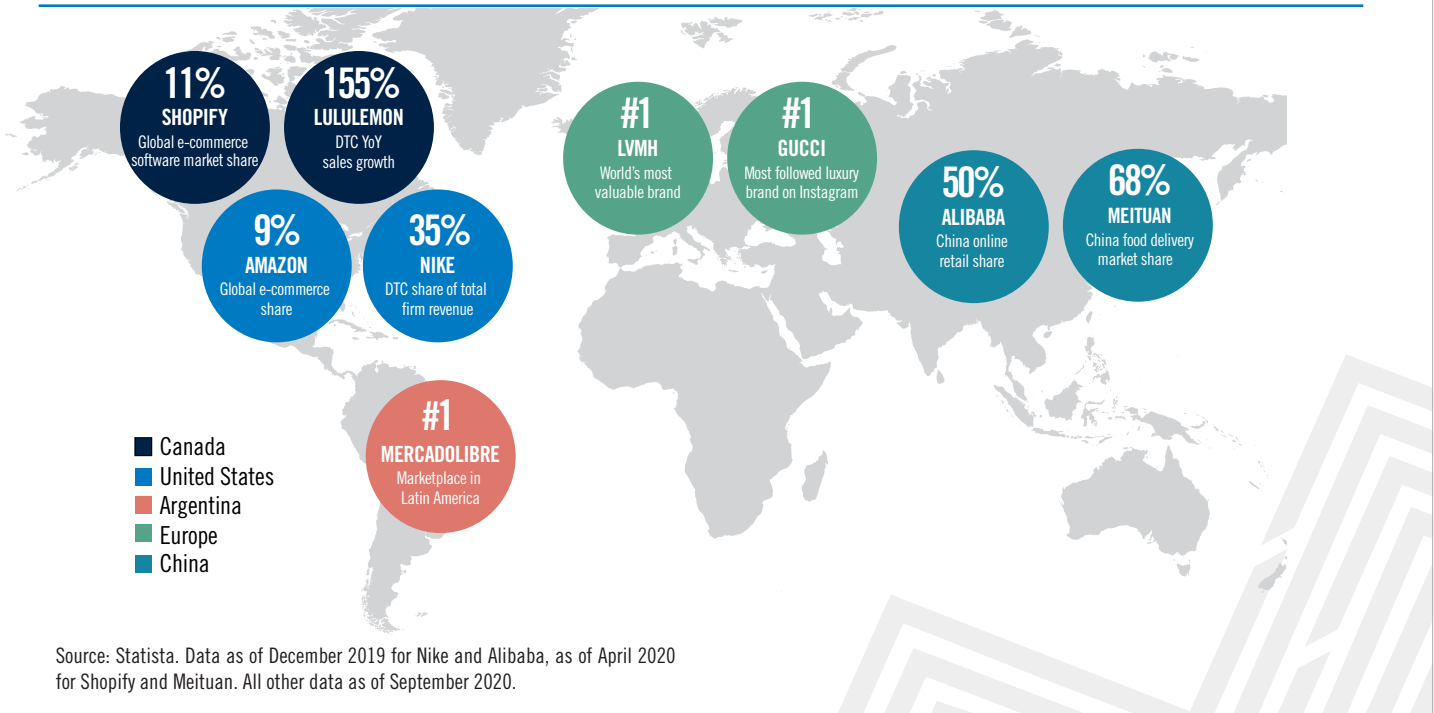 11%
SHOPIFY
Global e-commerce
software market share
155%
LULULEMON
DTC YoY
sales growth
9%
AMAZON
Global e-commerce
share
35%
NIKE
DTC share of total
firm revenue
#1
LVMH
World's most
valuable brand
#1
GUCCI
Most followed luxury
brand on Instagram
50%
ALIBABA
China online
retail share
68%
MEITUAN
China food delivery
market share
#1
MERCADOLIBRE
Marketplace in
Latin America
Canada
United States
Argentina
Europe
China
Source: Statista. Data as of December 2019 for Nike and Alibaba, as of April 2020
for Shopify and Meituan. All other data as of September 2020.